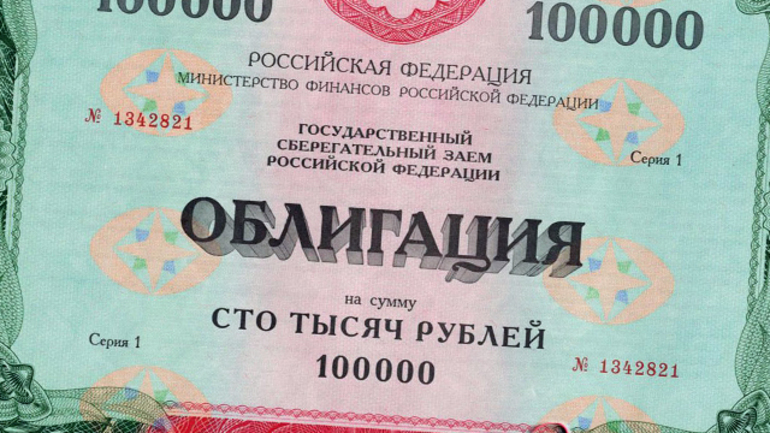 100000
100000
РОССИЙСКАЯ ФЕДЕРАЦИЯ
МИНИСТЕРСТВО ФИНАНСОВ РОССИЙСКОЙ ФЕДЕРАЦИИ
№ 1342821
ГОСУДАРСТВЕННЫЙ
СБЕРЕГАТЕЛЬНЫЙ ЗАЕМ
РОССИЙСКОЙ ФЕДЕРАЦИИ
Серия 1
ОБЛИГАЦИЯ
на сумму
СТО ТЫСЯЧ РУБЛЕЙ
Серия 1
100000
№ 1342821